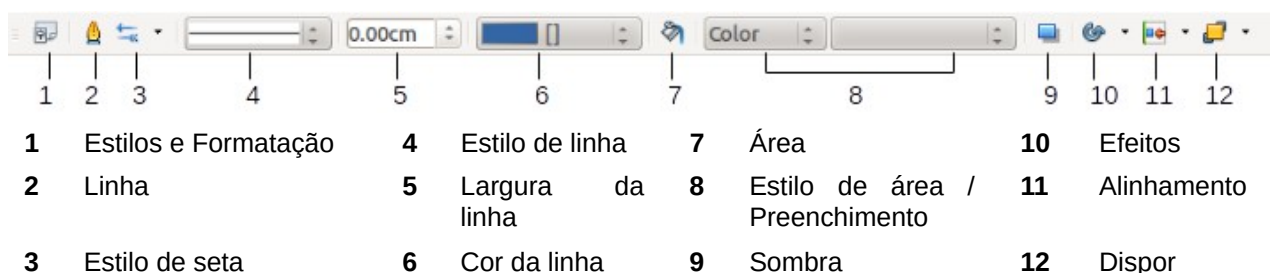 0.00cm [] Color
1 2 3 4 5 6 7 8 9 10 11 12
1 Estilos e Formatação 4 Estilo de linha 7 Área 10 Efeitos
2 Linha 5 Largura da linha 8 Estilo de área / Preenchimento 11 Alinhamento
3 Estilo de seta 6 Cor da linha 9 Sombra 12 Dispor